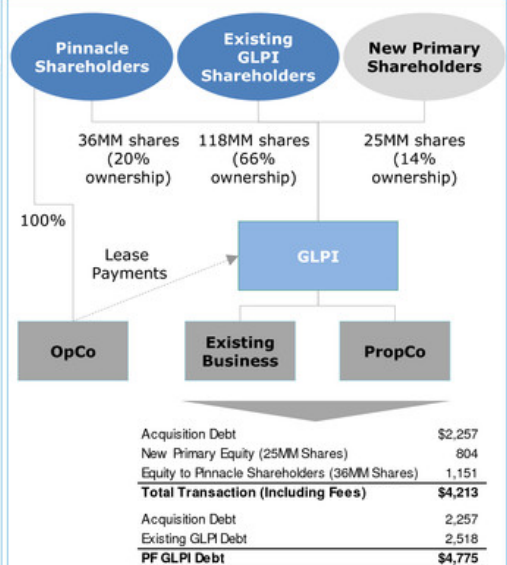 Pinnacle
Shareholders
Existing
GLPI
Shareholders
New Primary
Shareholders
36MM shares
(20%
ownership)
118MM shares
(66%
ownership)
25MM shares
(14%
ownership)
100%
Lease
Payments
GLPI
OpCo
Existing
Business
PropCo
Acquisition Debt $2,257
New Primary Equity (25MM Shares) 804
Equity to Pinnacle Shareholders (36MM Shares) 1,151
Total Transaction (Including Fees) $4,213
Acquisition Debt 2,257
Existing GLPI Debt 2,518
PF GLPI Debt $4,775